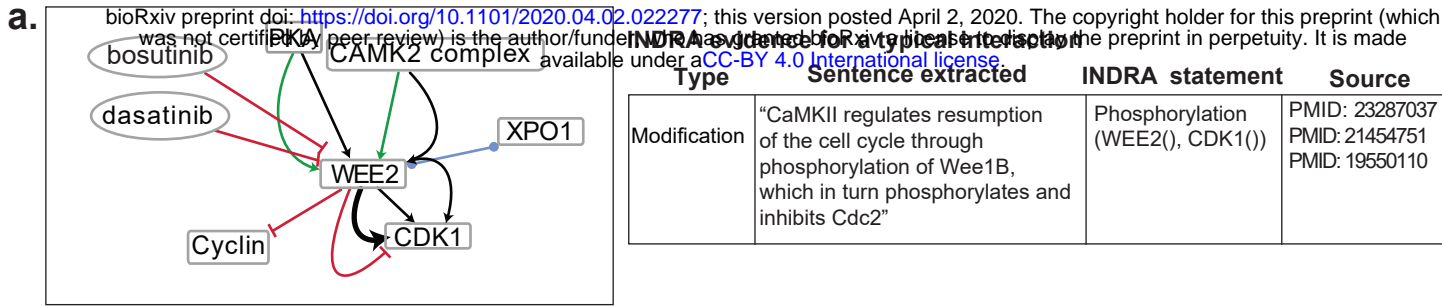 a.
bioRxiv preprint doi: https://doi.org/10.1101/2020.04.02.022277; this version posted April 2, 2020. The copyright holder for this preprint (which
was not certified by peer review) is the author/funder, who has granted bioRxiv a license to display the preprint in perpetuity. It is made
available under aCC-BY 4.0 International license.
PKA
CAMK2 complex
bosutinib
dasatinib
XPO1
WEE2
Cyclin
CDK1
INDRA evidence for a typical interaction
Type Sentence extracted INDRA statement Source
Modification
“CaMKII regulates resumption
of the cell cycle through
phosphorylation of Wee1B,
which in turn phosphorylates and
inhibits Cdc2”
Phosphorylation
(WEE2(), CDK1())
PMID: 23287037
PMID: 21454751
PMID: 19550110